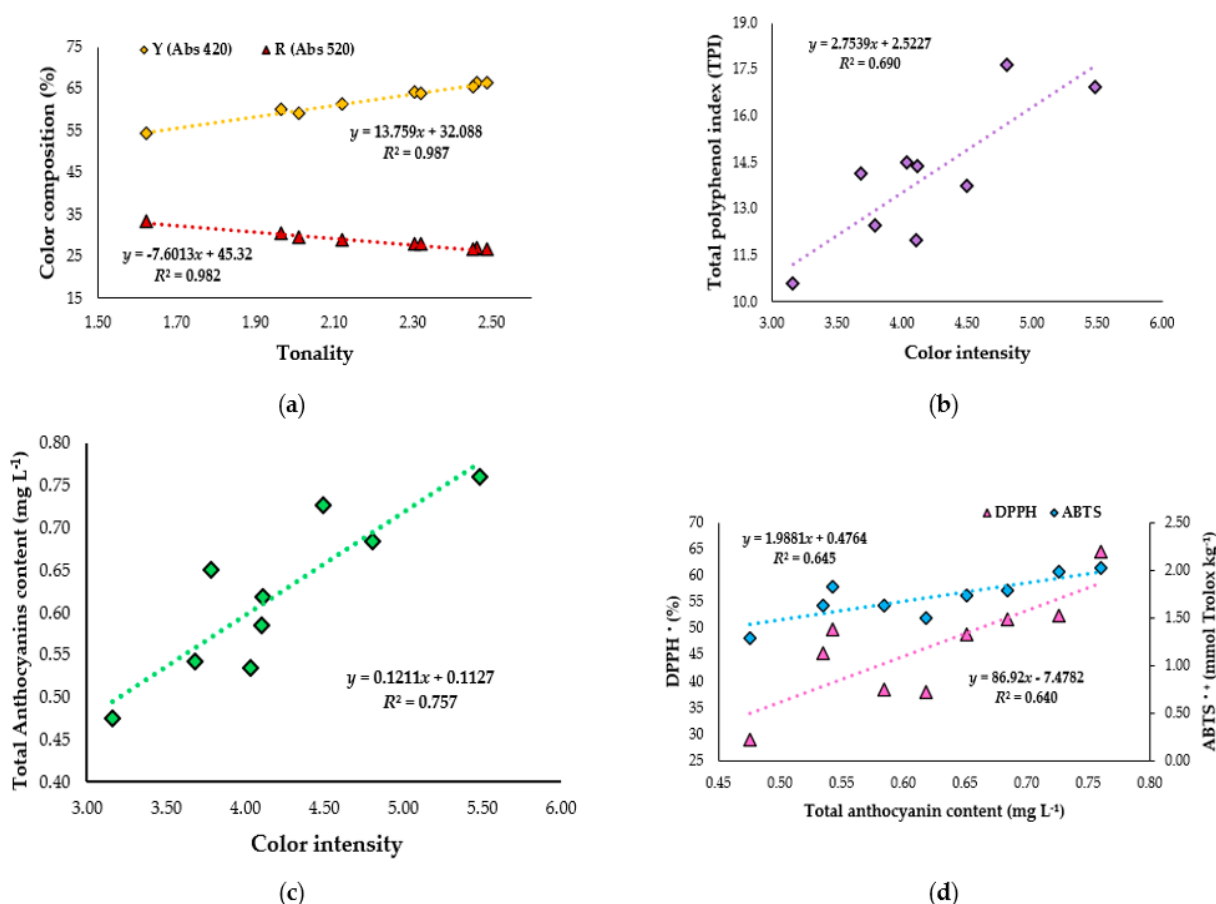 Y (Abs 420) R (Abs 520)
Color composition (%)
75
65
55
45
35
25
15
y = 13.759x + 32.088
R² = 0.987
y = -7.6013x + 45.32
R² = 0.982
1.50 1.70 1.90 2.10 2.30 2.50
Tonality
(a)
Total polyphenol index (TPI)
19.0
17.5
16.0
14.5
13.0
11.5
10.0
y = 2.7539x + 2.5227
R² = 0.690
3.00 3.50 4.00 4.50 5.00 5.50 6.00
Color intensity
(b)
Total Anthocyanins content (mg L⁻¹)
0.80
0.75
0.70
0.65
0.60
0.55
0.50
0.45
0.40
y = 0.1211x + 0.1127
R² = 0.757
3.00 3.50 4.00 4.50 5.00 5.50 6.00
Color intensity
(c)
DPPH ABTS
DPPH • (%)
70
65
60
55
50
45
40
35
30
25
y = 1.9881x + 0.4764
R² = 0.645
y = 86.92x - 7.4782
R² = 0.640
2.50
2.00
1.50
1.00
0.50
0.00
ABTS •⁺ (mmol Trolox kg⁻¹)
0.45 0.50 0.55 0.60 0.65 0.70 0.75 0.80
Total anthocyanin content (mg L⁻¹)
(d)